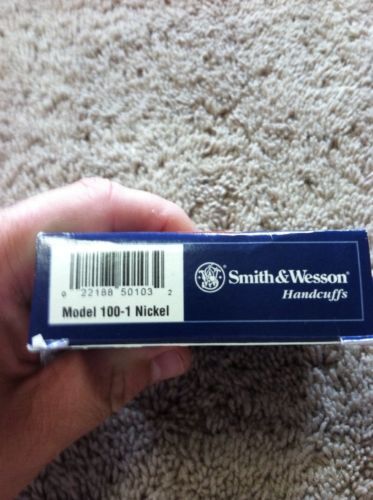 0 22188 50103 2
Model 100-1 Nickel
Smith & Wesson®
Handcuffs